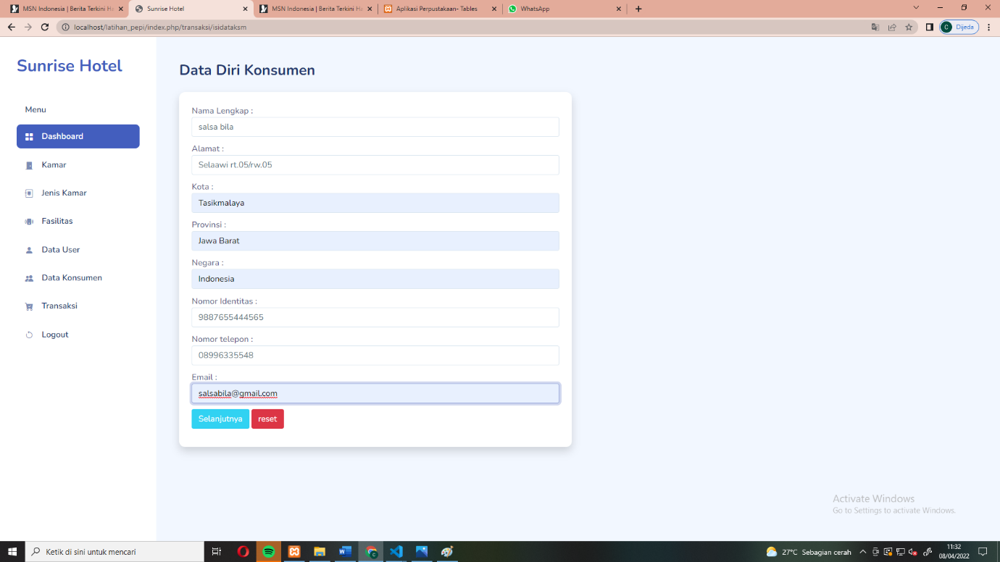 MSN Indonesia | Berita Terkini Ha
Sunrise Hotel
MSN Indonesia | Berita Terkini Ha
Aplikasi Perpustakaan- Tables
WhatsApp
localhost/latihan_pepi/index.php/transaksi/isidataksm
C Dijeda
Sunrise Hotel
Menu
Dashboard
Kamar
Jenis Kamar
Fasilitas
Data User
Data Konsumen
Transaksi
Logout
Data Diri Konsumen
Nama Lengkap :
salsa bila
Alamat :
Selaawi rt.05/rw.05
Kota :
Tasikmalaya
Provinsi :
Jawa Barat
Negara :
Indonesia
Nomor Identitas :
9887655444565
Nomor telepon :
08996335548
Email :
salsabila@gmail.com
Selanjutnya reset
Activate Windows
Go to Settings to activate Windows.
Ketik di sini untuk mencari
27°C Sebagian cerah
11:32
08/04/2022